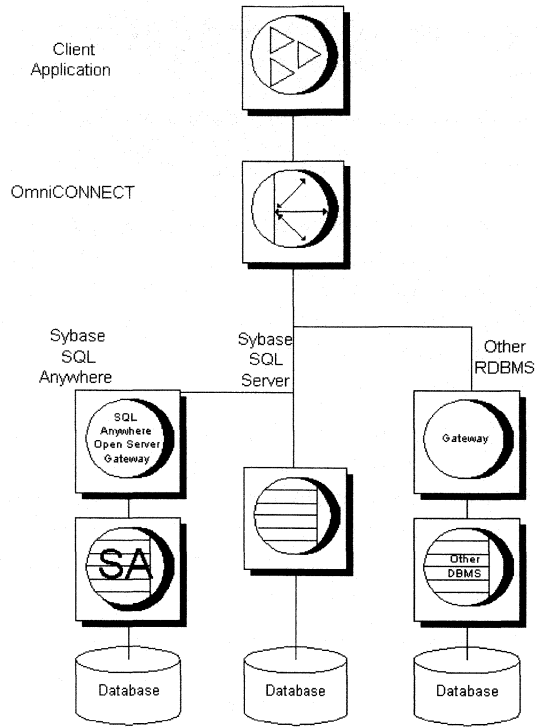 Client
Application
OmniCONNECT
Sybase
SQL
Anywhere
Sybase
SQL
Server
Other
RDBMS
SQL
Anywhere
Open Server
Gateway
Gateway
SA
Other
DBMS
Database
Database
Database